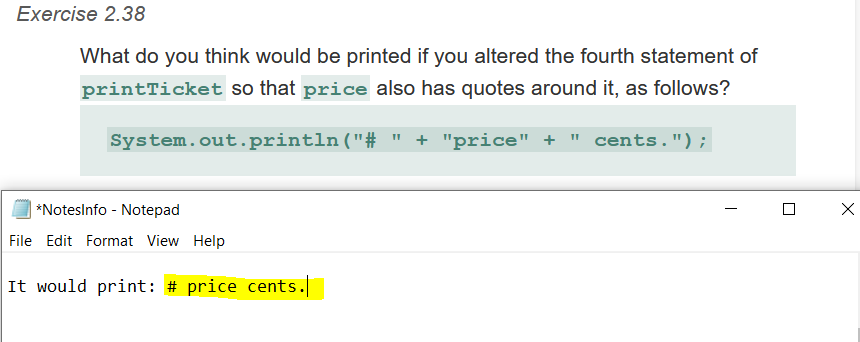 Exercise 2.38
What do you think would be printed if you altered the fourth statement of
printTicket so that price also has quotes around it, as follows?
System.out.println("# " + "price" + " cents.");
*NotesInfo - Notepad
File Edit Format View Help
It would print: # price cents.